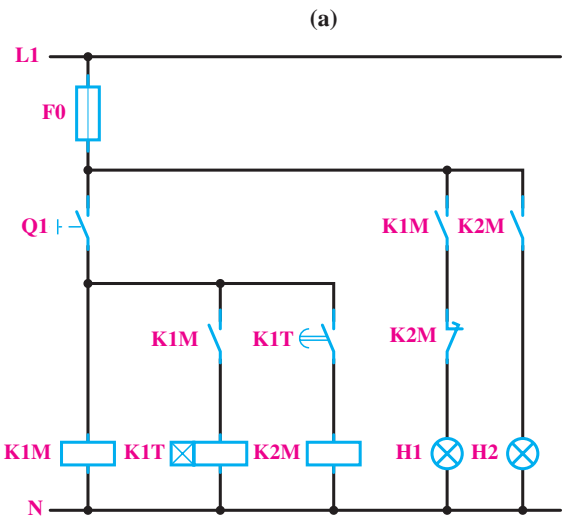 (a)
L1
F0
Q1 K1M K2M
K1M K1T K2M
K1M K1T K2M H1 H2
N